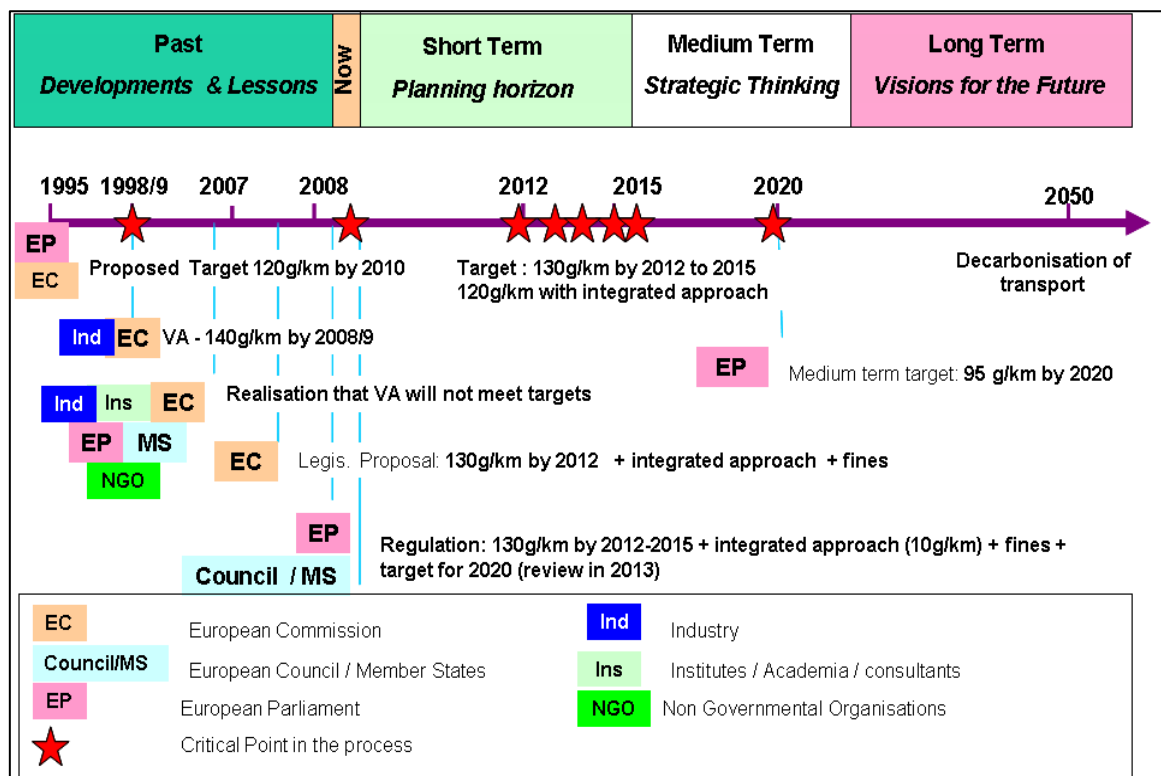 Past
Developments & Lessons
Now
Short Term
Planning horizon
Medium Term
Strategic Thinking
Long Term
Visions for the Future
1995 1998/9 2007 2008 2012 2015 2020 2050
EP
EC
Proposed Target 120g/km by 2010
Target : 130g/km by 2012 to 2015
120g/km with integrated approach
Decarbonisation of
transport
Ind EC VA - 140g/km by 2008/9
EP Medium term target: 95 g/km by 2020
Ind Ins EC Realisation that VA will not meet targets
EP MS
NGO
EC Legis. Proposal: 130g/km by 2012 + integrated approach + fines
EP
Council / MS
Regulation: 130g/km by 2012-2015 + integrated approach (10g/km) + fines +
target for 2020 (review in 2013)
EC European Commission
Council/MS European Council / Member States
EP European Parliament
Critical Point in the process
Ind Industry
Ins Institutes / Academia / consultants
NGO Non Governmental Organisations